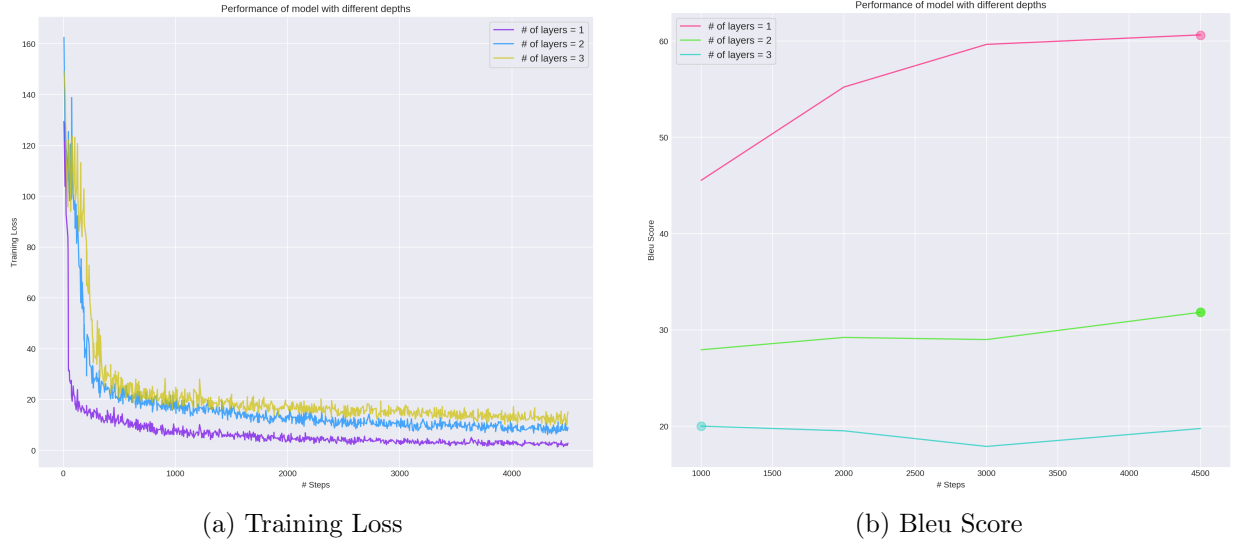 Performance of model with different depths
# of layers = 1
# of layers = 2
# of layers = 3
160
140
120
100
80
60
40
20
0
Training Loss
0
1000
2000
3000
4000
# Steps
(a) Training Loss
Performance of model with different depths
# of layers = 1
# of layers = 2
# of layers = 3
60
50
40
30
20
Bleu Score
1000
1500
2000
2500
3000
3500
4000
4500
# Steps
(b) Bleu Score